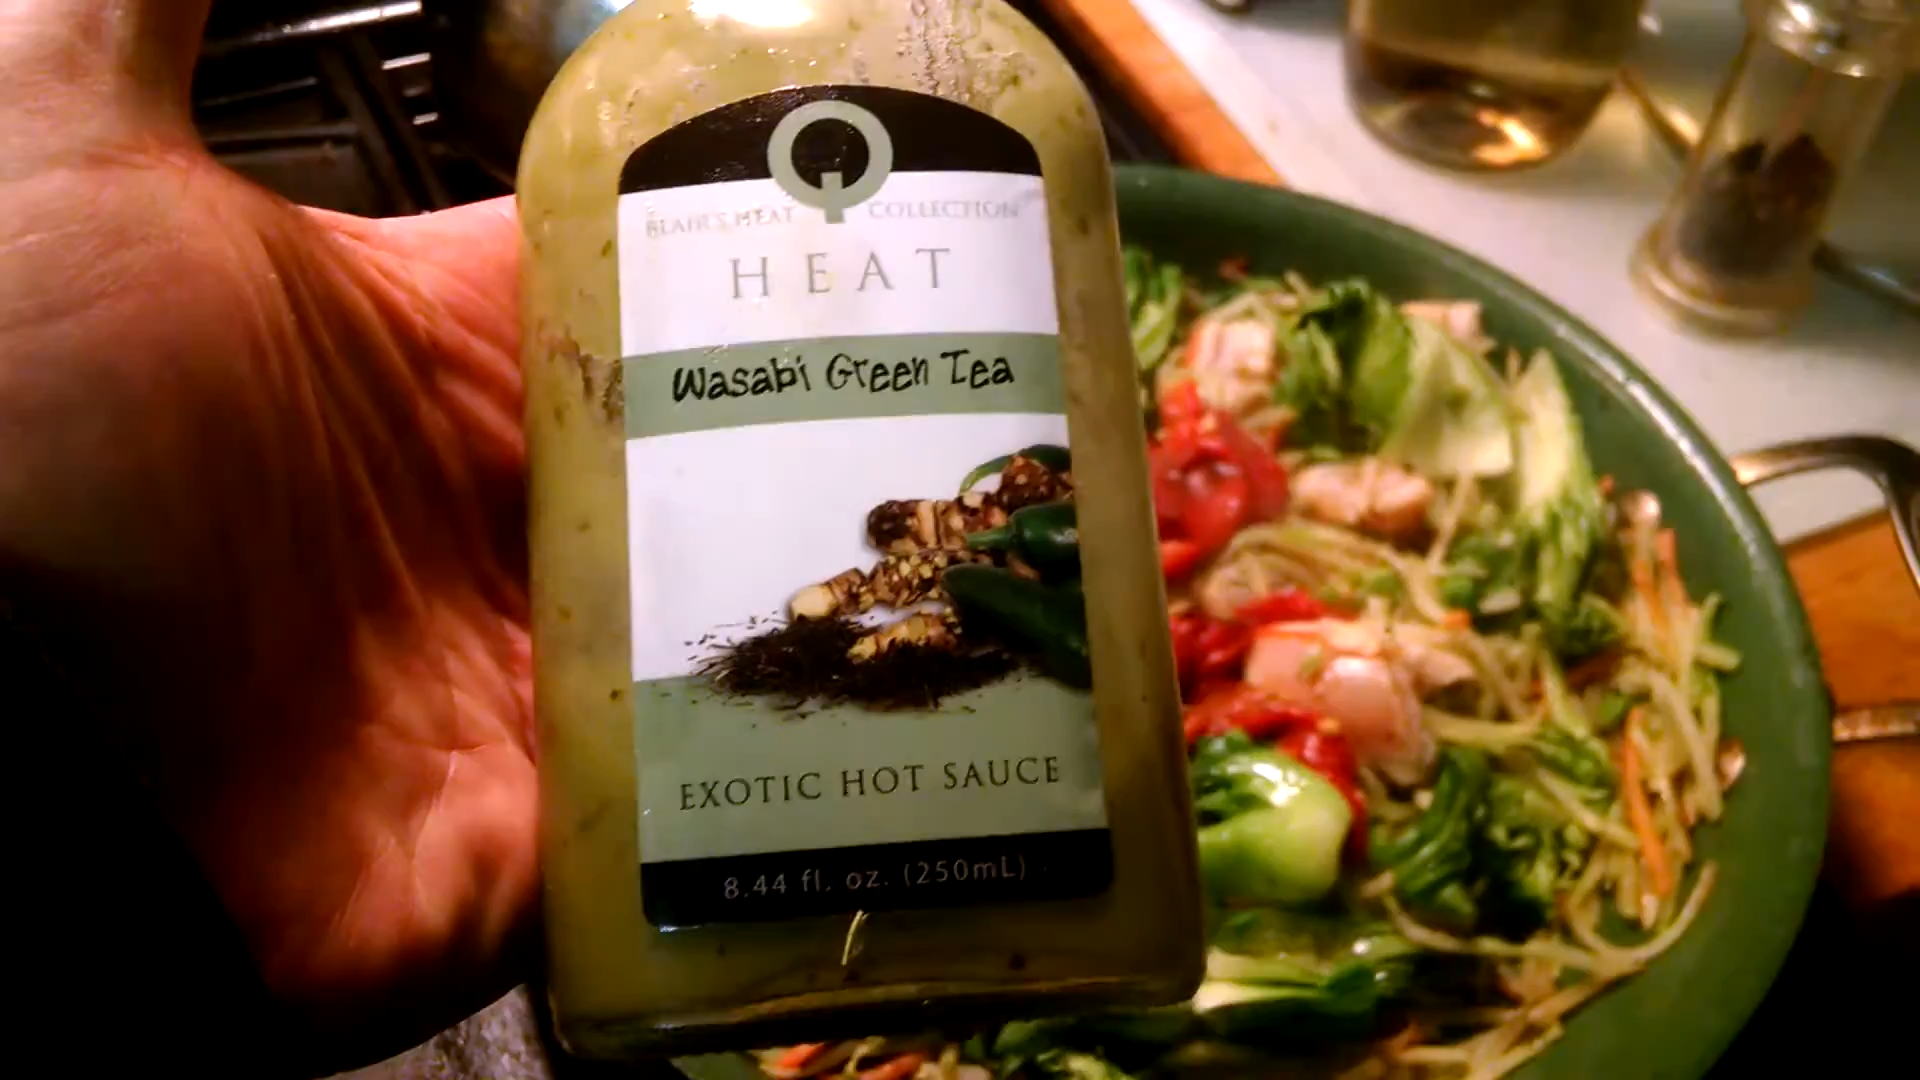 BLAIR'S HEAT COLLECTION
HEAT
Wasabi Green Tea
EXOTIC HOT SAUCE
8.44 fl. oz. (250mL)